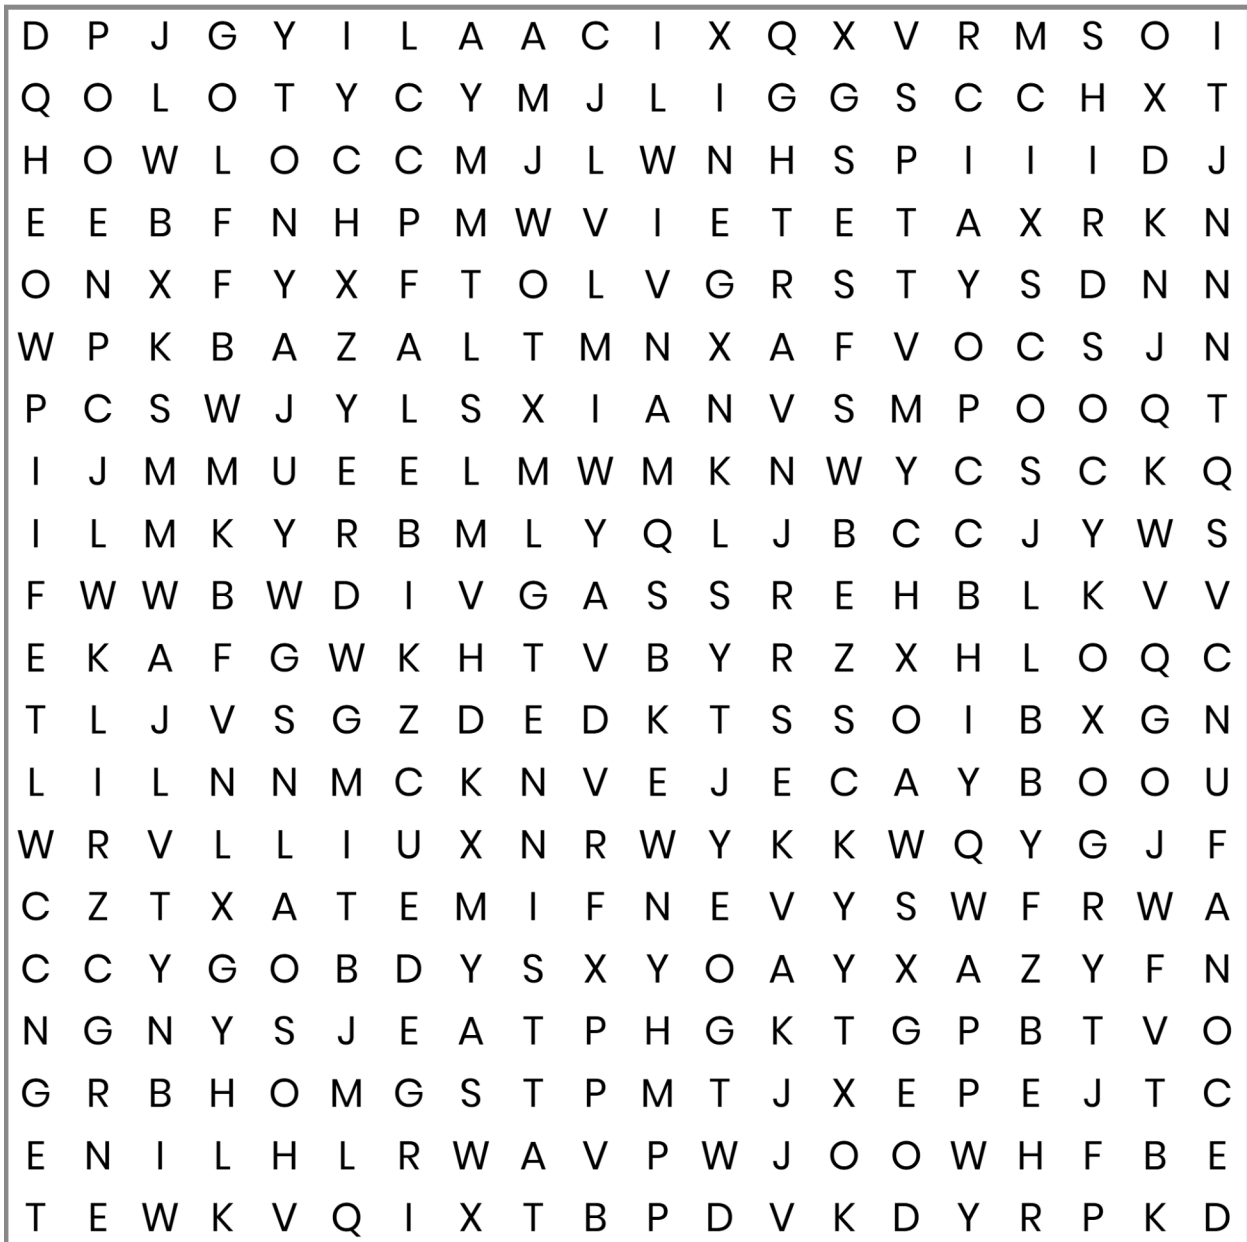 D P J G Y I L A A C I X Q X V R M S O I
Q O L O T Y C Y M J L I G G S C C H X T
H O W L O C C M J L W N H S P I I I D J
E E B F N H P M W V I E T E T A X R K N
O N X F Y X F T O L V G R S T Y S D N N
W P K B A Z A L T M N X A F V O C S J N
P C S W J Y L S X I A N V S M P O O Q T
I J M M U E E L M W M K N W Y C S C K Q
I L M K Y R B M L Y Q L J B C C J Y W S
F W W B W D I V G A S S R E H B L K V V
E K A F G W K H T V B Y R Z X H L O Q C
T L J V S G Z D E D K T S S O I B X G N
L I L N N M C K N V E J E C A Y B O O U
W R V L L I U X N R W Y K K W Q Y G J F
C Z T X A T E M I F N E V Y S W F R W A
C C Y G O B D Y S X Y O A Y X A Z Y F N
N G N Y S J E A T P H G K T G P B T V O
G R B H O M G S T P M T J X E P E J T C
E N I L H L R W A V P W J O O W H F B E
T E W K V Q I X T B P D V K D Y R P K D